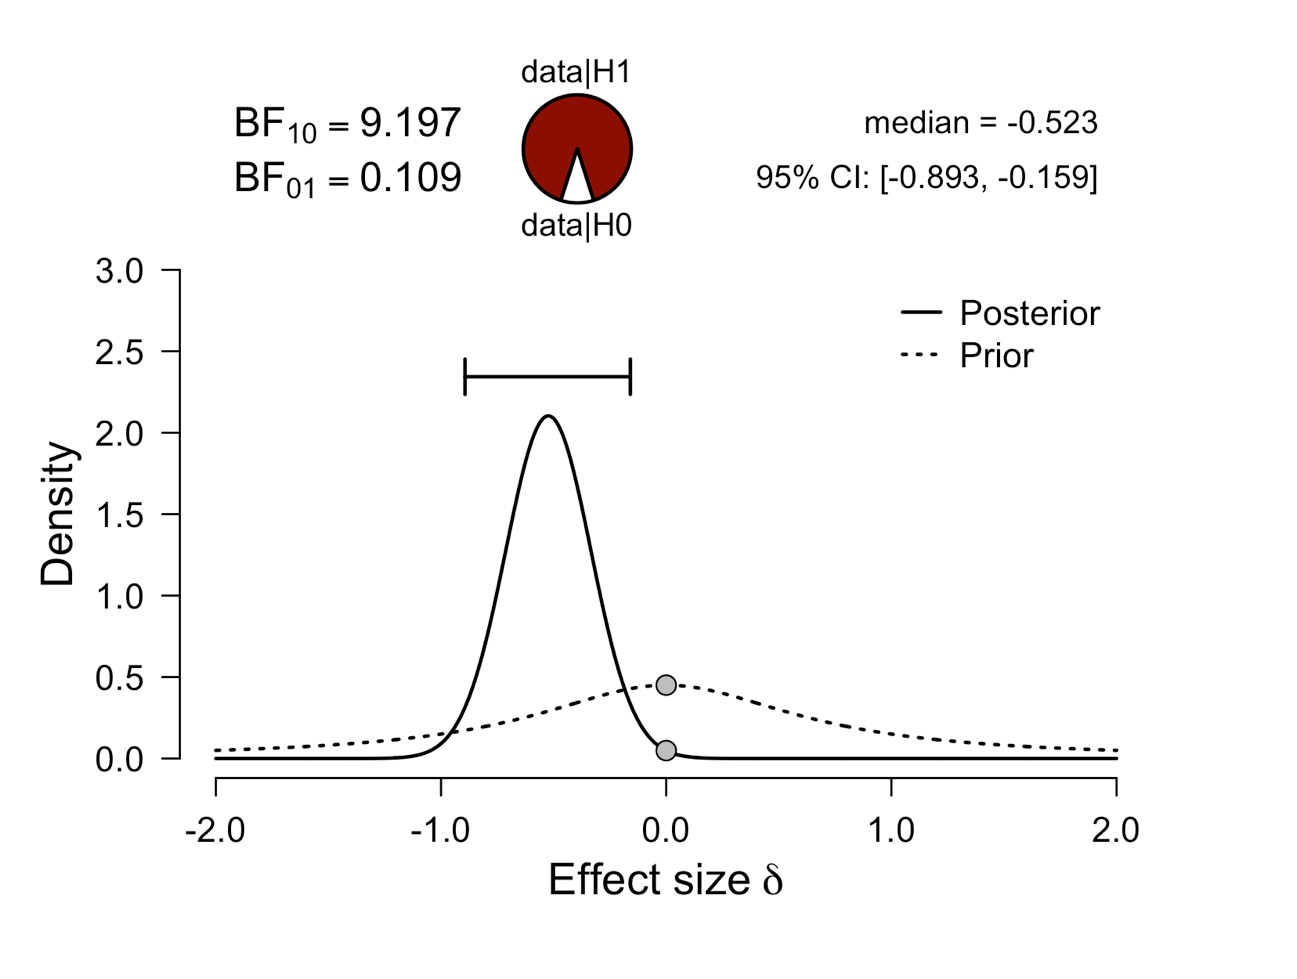 data|H1
BF₁₀ = 9.197
BF₀₁ = 0.109
data|H0
median = -0.523
95% CI: [-0.893, -0.159]
Posterior
Prior
3.0
2.5
2.0
1.5
1.0
0.5
0.0
Density
-2.0 -1.0 0.0 1.0 2.0
Effect size δ